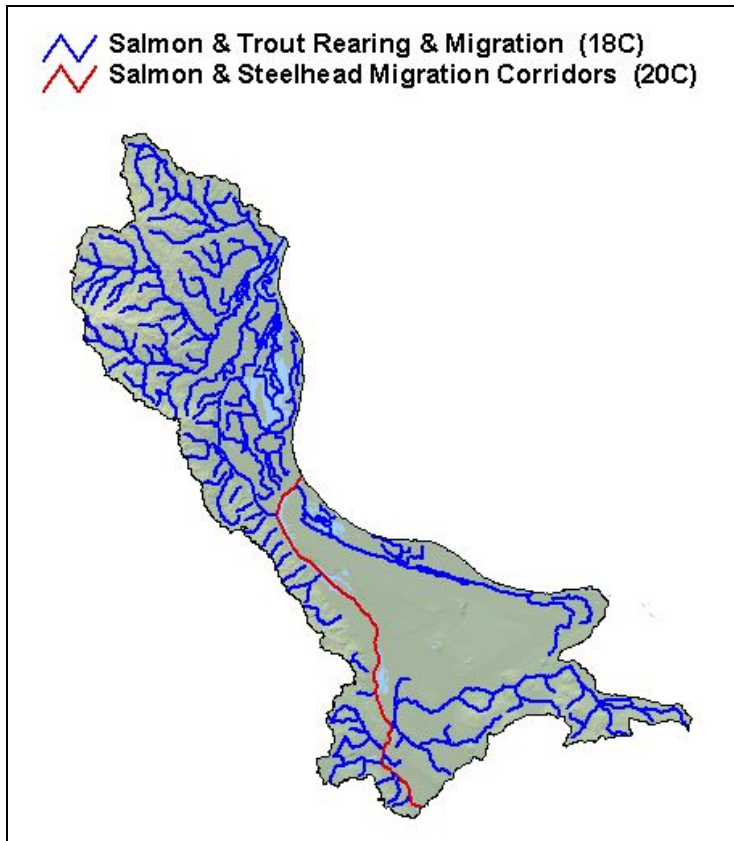 Salmon & Trout Rearing & Migration (18C)
Salmon & Steelhead Migration Corridors (20C)